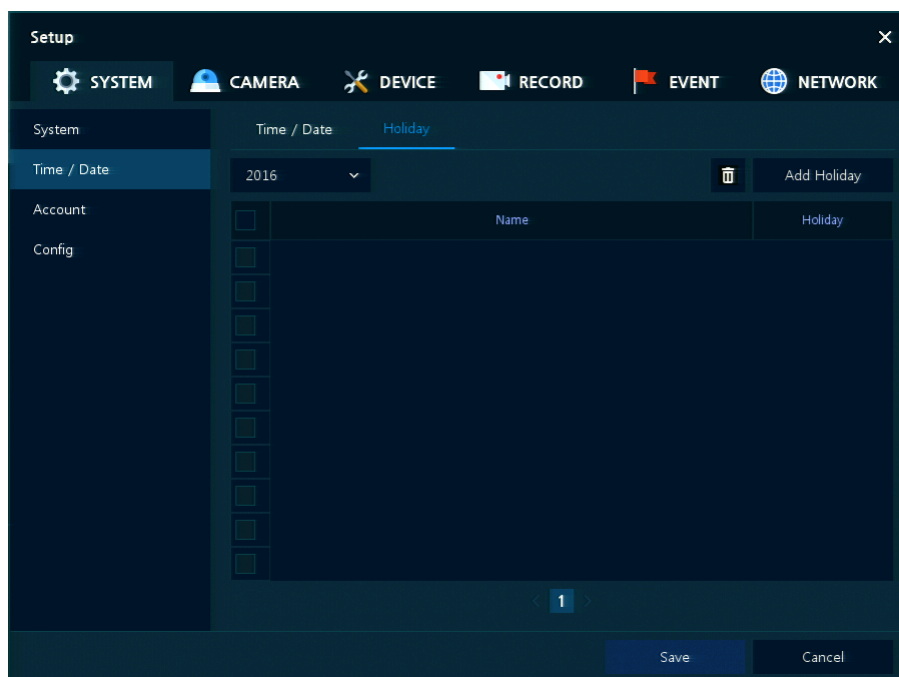 Setup
SYSTEM CAMERA DEVICE RECORD EVENT NETWORK
System
Time / Date Holiday
Time / Date
2016 Add Holiday
Account
Name Holiday
Config
1
Save Cancel